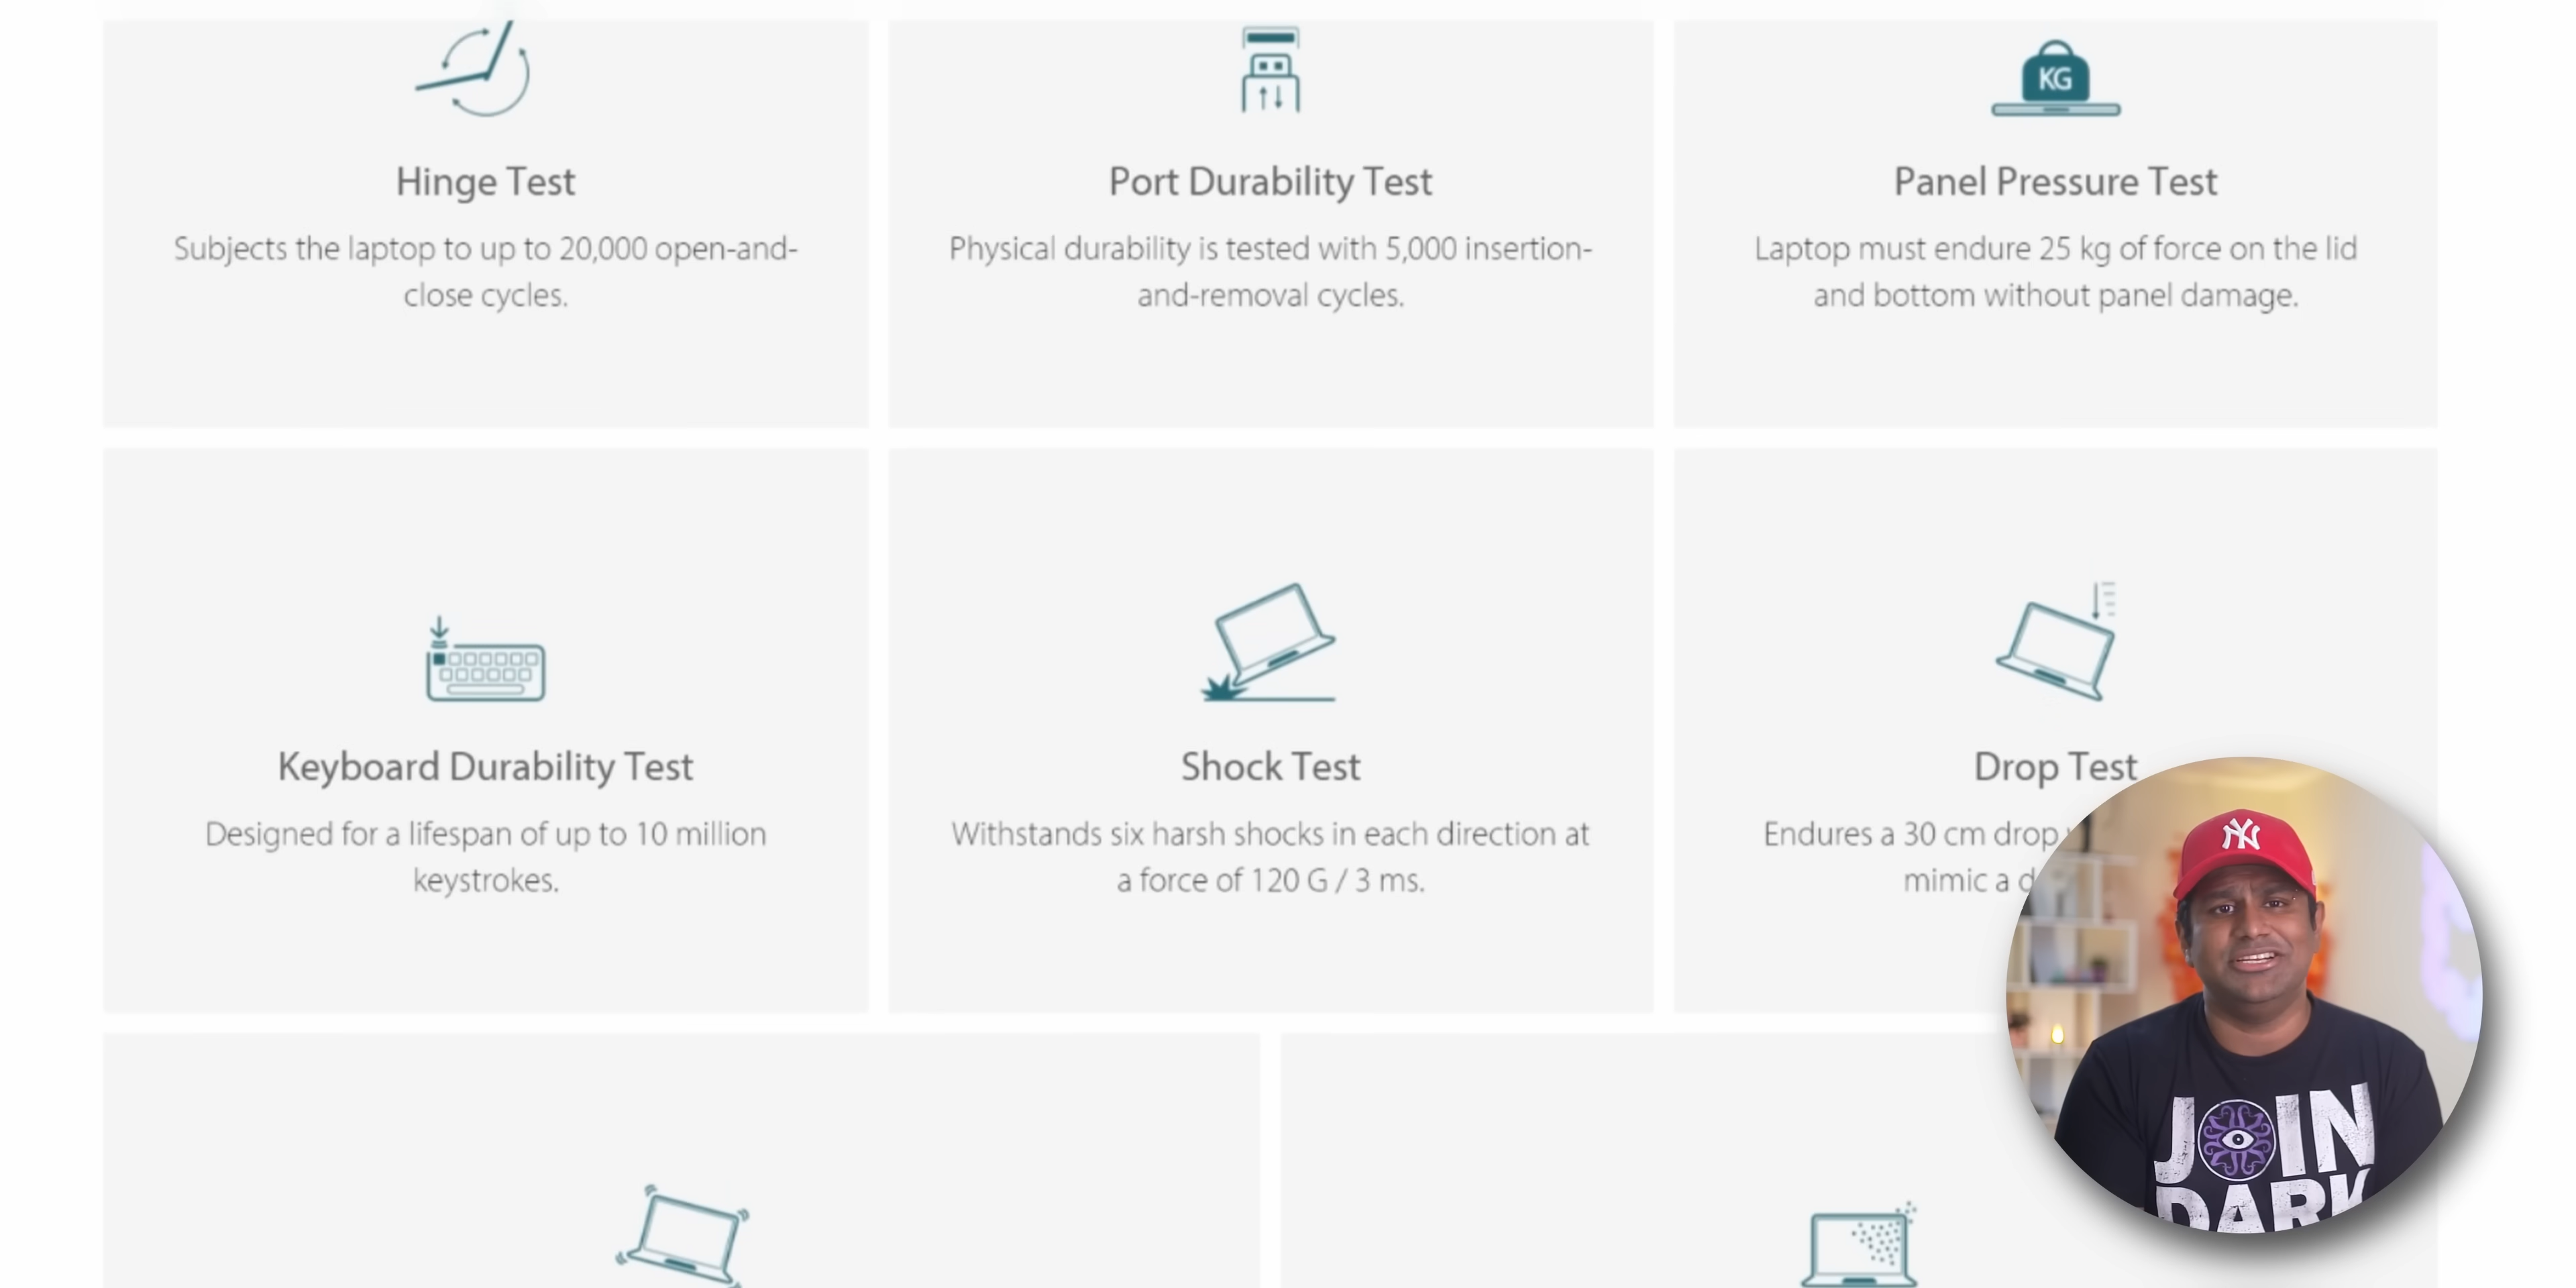 KG
Hinge Test
Subjects the laptop to up to 20,000 open-and-
close cycles.
Port Durability Test
Physical durability is tested with 5,000 insertion-
and-removal cycles.
Panel Pressure Test
Laptop must endure 25 kg of force on the lid
and bottom without panel damage.
Keyboard Durability Test
Designed for a lifespan of up to 10 million
keystrokes.
Shock Test
Withstands six harsh shocks in each direction at
a force of 120 G / 3 ms.
Drop Test
Endures a 30 cm drop
mimic a
NY
JOIN
DARK